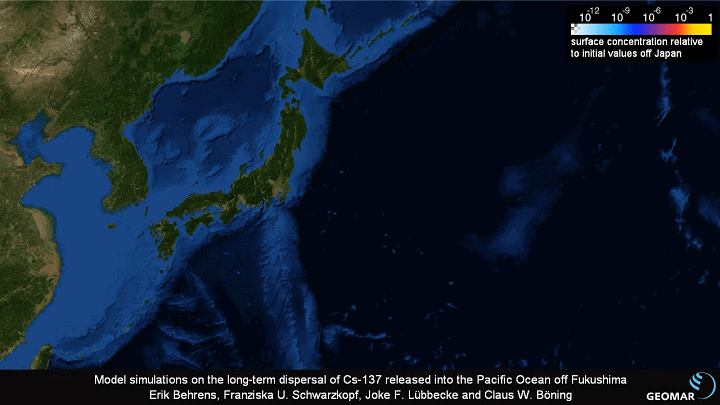 10-12 10-9 10-6 10-3 1
surface concentration relative
to initial values off Japan
Model simulations on the long-term dispersal of Cs-137 released into the Pacific Ocean off Fukushima
Erik Behrens, Franziska U. Schwarzkopf, Joke F. Lübbecke and Claus W. Böning
GEOMAR